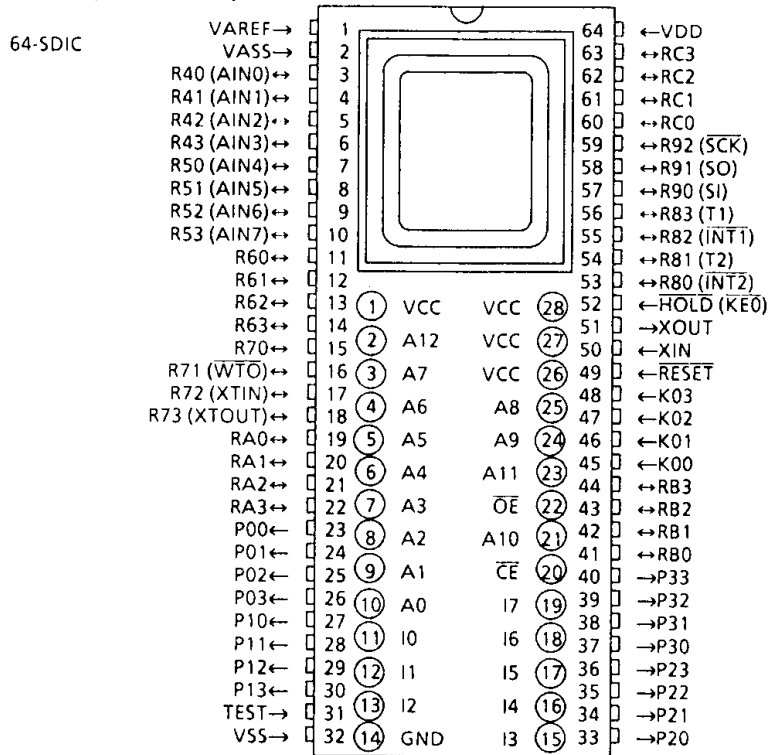 64-SDIC
VAREF→ 1 64 ←VDD
VASS→ 2 63 ↔RC3
R40 (AIN0)↔ 3 62 ↔RC2
R41 (AIN1)↔ 4 61 ↔RC1
R42 (AIN2)↔ 5 60 ↔RC0
R43 (AIN3)↔ 6 59 ↔R92 (SCK)
R50 (AIN4)↔ 7 58 ↔R91 (SO)
R51 (AIN5)↔ 8 57 ↔R90 (SI)
R52 (AIN6)↔ 9 56 ↔R83 (T1)
R53 (AIN7)↔ 10 55 ↔R82 (INT1)
R60↔ 11 54 ↔R81 (T2)
R61↔ 12 53 ↔R80 (INT2)
R62↔ 13 1 VCC VCC 28 52 ←HOLD (KE0)
R63↔ 14 51 →XOUT
R70↔ 15 2 A12 VCC 27 50 ←XIN
R71 (WTO)↔ 16 3 A7 VCC 26 49 ←RESET
R72 (XTIN)↔ 17 48 ←K03
R73 (XTOUT)↔ 18 4 A6 A8 25 47 ←K02
RA0↔ 19 5 A5 A9 24 46 ←K01
RA1↔ 20 6 A4 A11 23 45 ←K00
RA2↔ 21 44 ↔RB3
RA3↔ 22 7 A3 OE 22 43 ↔RB2
P00← 23 8 A2 A10 21 42 ↔RB1
P01← 24 41 ↔RB0
P02← 25 9 A1 CE 20 40 →P33
P03← 26 10 A0 I7 19 39 →P32
P10← 27 38 →P31
P11← 28 11 I0 I6 18 37 →P30
P12← 29 12 I1 I5 17 36 →P23
P13← 30 35 →P22
TEST→ 31 13 I2 I4 16 34 →P21
VSS→ 32 14 GND I3 15 33 →P20